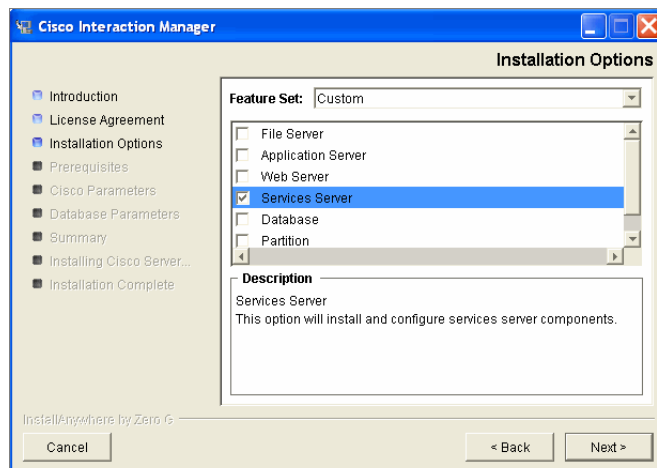 Cisco Interaction Manager
Installation Options
Introduction
License Agreement
Installation Options
Prerequisites
Cisco Parameters
Database Parameters
Summary
Installing Cisco Server...
Installation Complete
Feature Set: Custom
File Server
Application Server
Web Server
Services Server
Database
Partition
Description
Services Server
This option will install and configure services server components.
InstallAnywhere by Zero G
Cancel
< Back
Next >